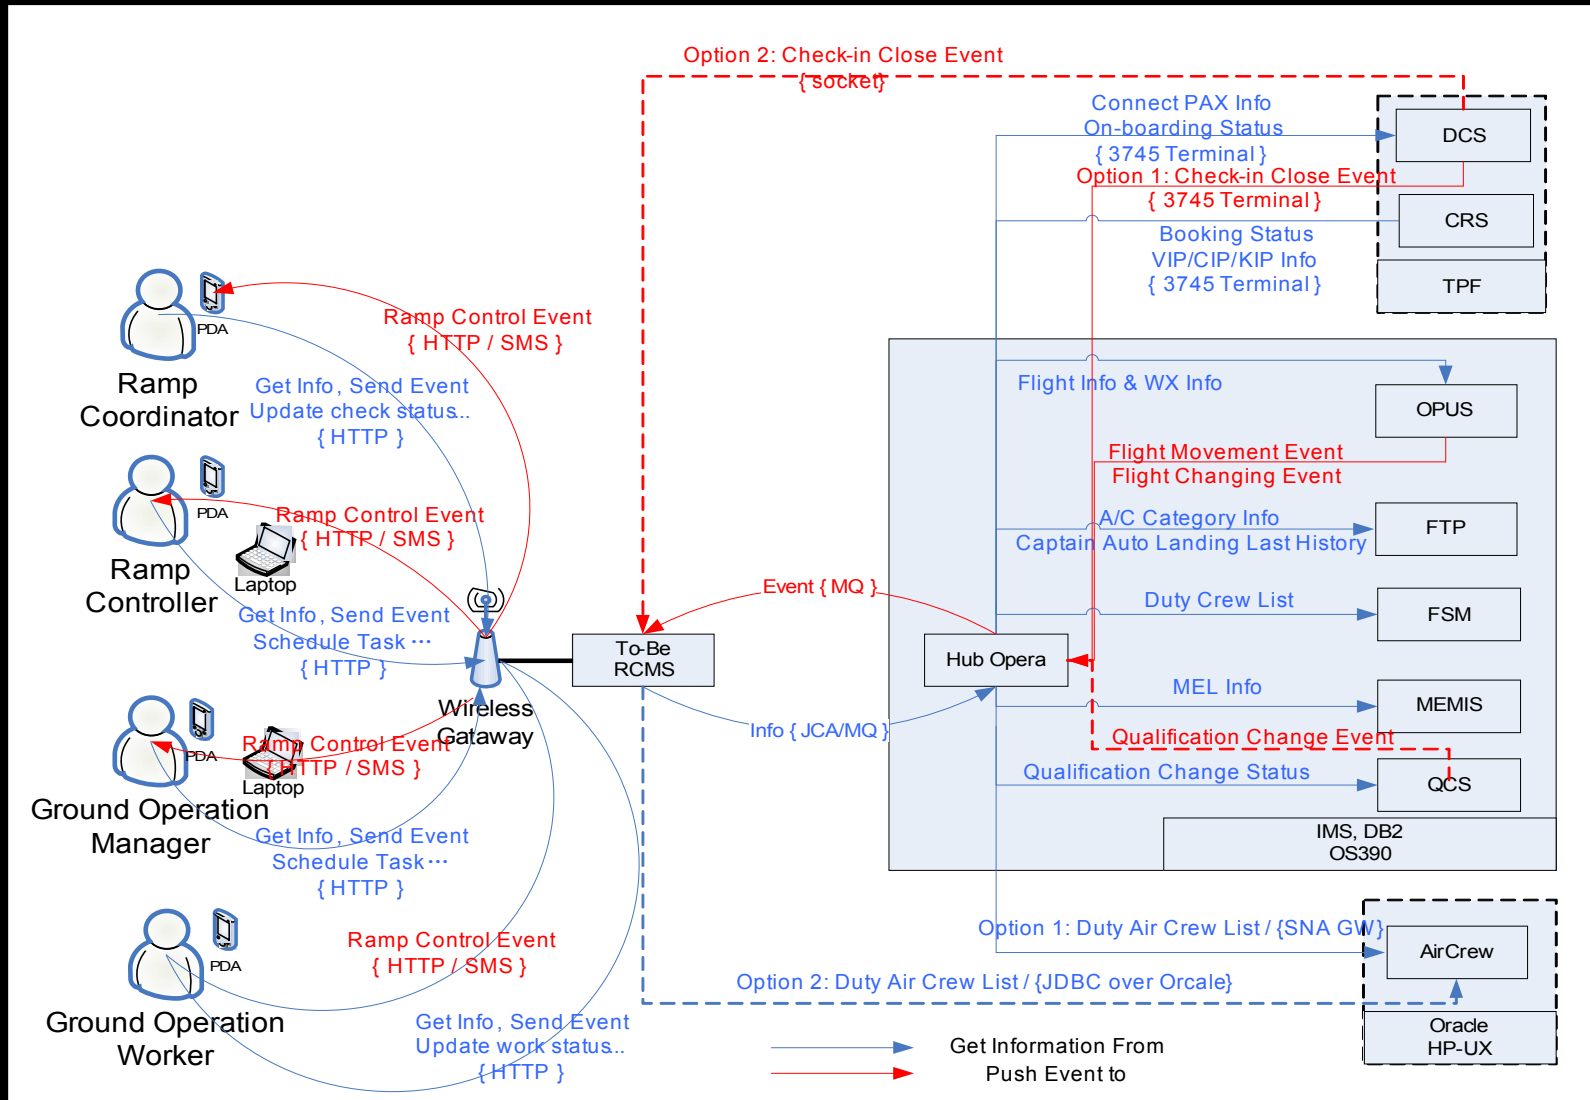 Option 2: Check-in Close Event
{ socket}
Connect PAX Info
On-boarding Status
{ 3745 Terminal }
DCS
Option 1: Check-in Close Event
{ 3745 Terminal }
CRS
Booking Status
VIP/CIP/KIP Info
{ 3745 Terminal }
TPF
PDA
Ramp Control Event
{ HTTP / SMS }
Ramp
Coordinator
Get Info, Send Event
Update check status...
{ HTTP }
Flight Info & WX Info
OPUS
Flight Movement Event
Flight Changing Event
PDA
Ramp Control Event
{ HTTP / SMS }
Laptop
Ramp
Controller
A/C Category Info
Captain Auto Landing Last History
FTP
Get Info, Send Event
Schedule Task ...
{ HTTP }
Event { MQ }
Duty Crew List
FSM
To-Be
RCMS
Hub Opera
MEL Info
MEMIS
Wireless
Gataway
Info { JCA/MQ }
PDA
Ramp Control Event
{ HTTP / SMS }
Laptop
Qualification Change Event
Qualification Change Status
QCS
Ground Operation
Manager
Get Info, Send Event
Schedule Task ...
{ HTTP }
IMS, DB2
OS390
PDA
Ramp Control Event
{ HTTP / SMS }
Option 1: Duty Air Crew List / {SNA GW}
AirCrew
Option 2: Duty Air Crew List / {JDBC over Orcale}
Ground Operation
Worker
Get Info, Send Event
Update work status...
{ HTTP }
Oracle
HP-UX
Get Information From
Push Event to